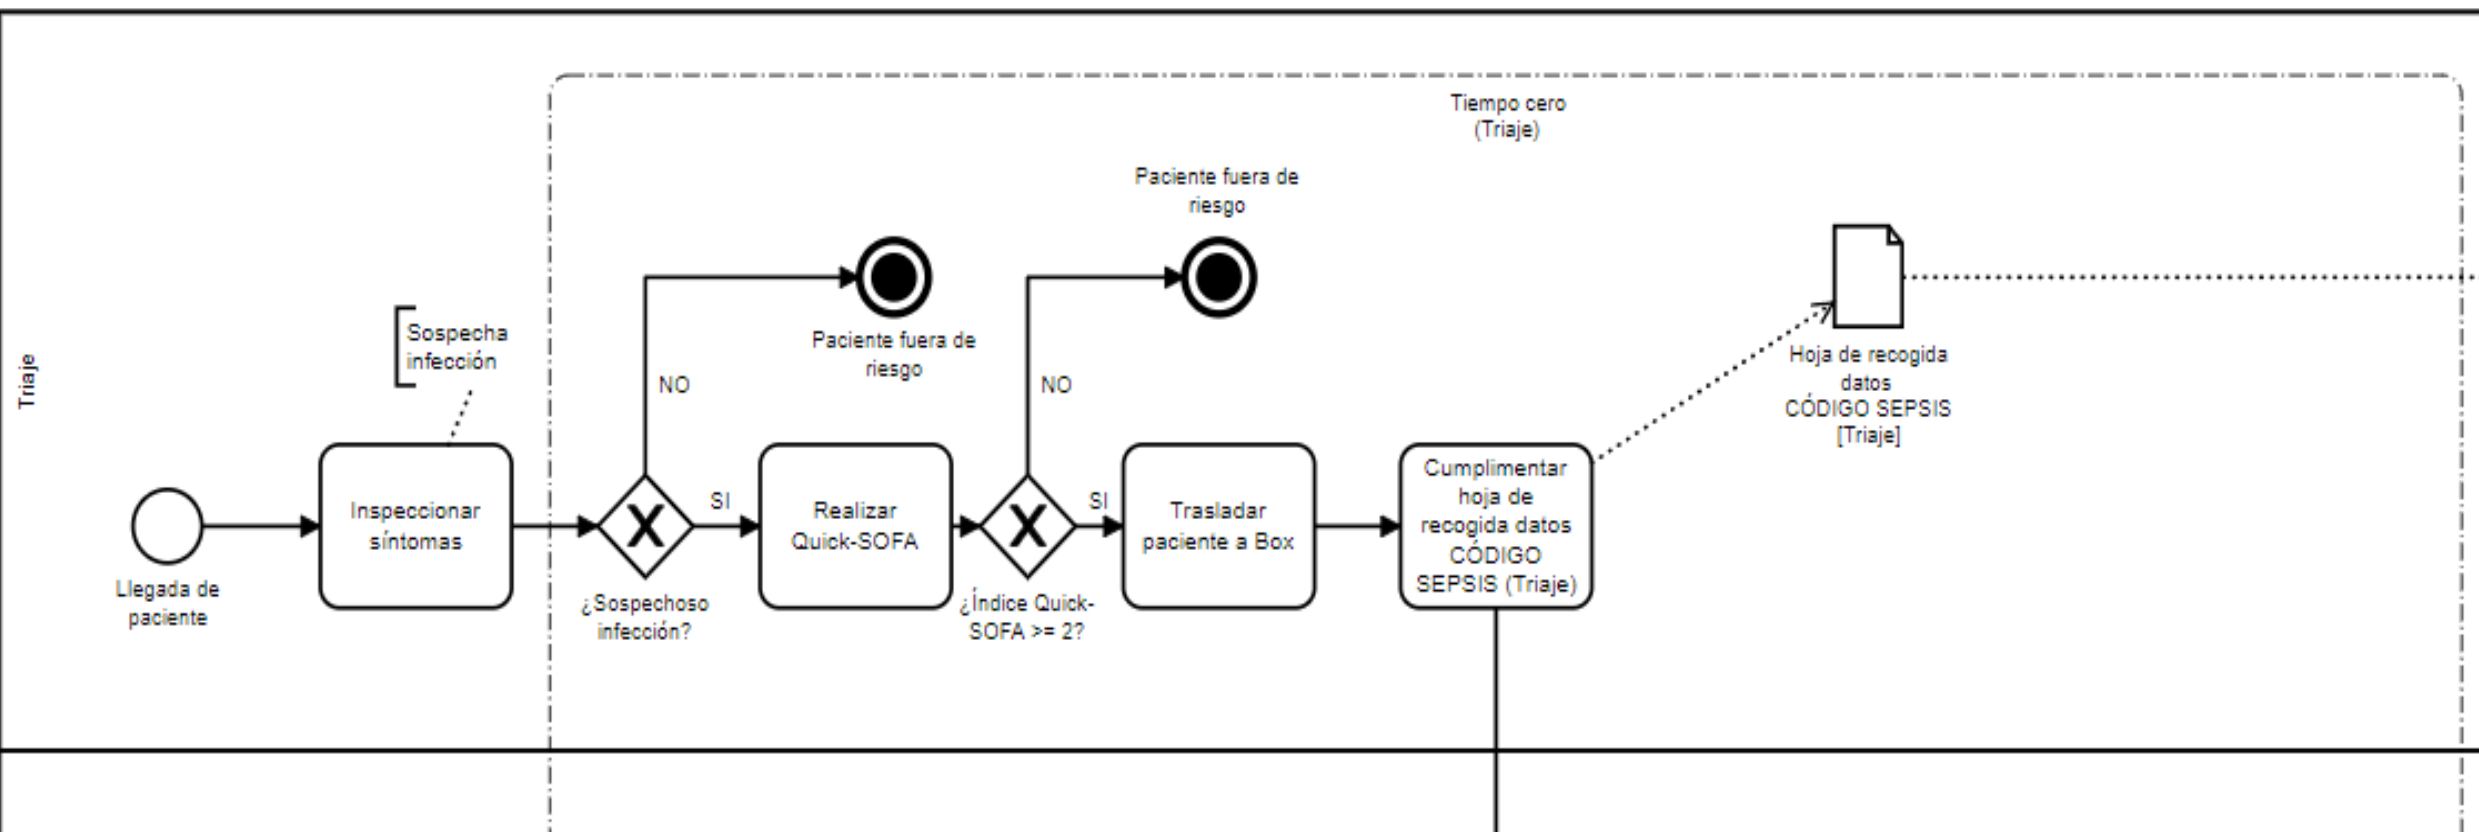 Tiempo cero
(Triaje)
Paciente fuera de
riesgo
Paciente fuera de
riesgo
Sospecha
infección
NO
NO
Hoja de recogida
datos
CÓDIGO SEPSIS
[Triaje]
Triaje
Llegada de
paciente
Inspeccionar
síntomas
SI
¿Sospechoso
infección?
Realizar
Quick-SOFA
SI
¿Índice Quick-
SOFA >= 2?
Trasladar
paciente a Box
Cumplimentar
hoja de
recogida datos
CÓDIGO
SEPSIS (Triaje)